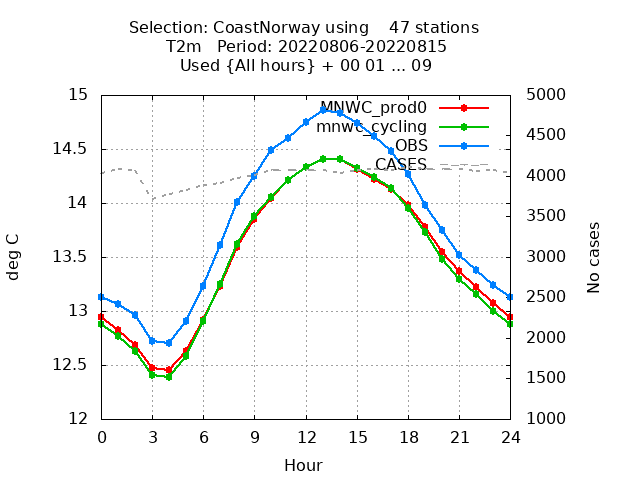 Selection: CoastNorway using    47 stations
T2m   Period: 20220806-20220815
Used {All hours} + 00 01 ... 09
15
14.5
14
13.5
13
12.5
12
5000
4500
4000
3500
3000
2500
2000
1500
1000
MNWC_prod0
mnwc_cycling
OBS
CASES
deg C
No cases
0 3 6 9 12 15 18 21 24
Hour